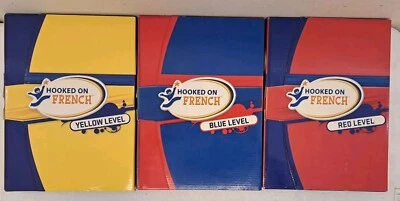 HOOKED ON
FRENCH
YELLOW LEVEL
HOOKED ON
FRENCH
BLUE LEVEL
HOOKED ON
FRENCH
RED LEVEL